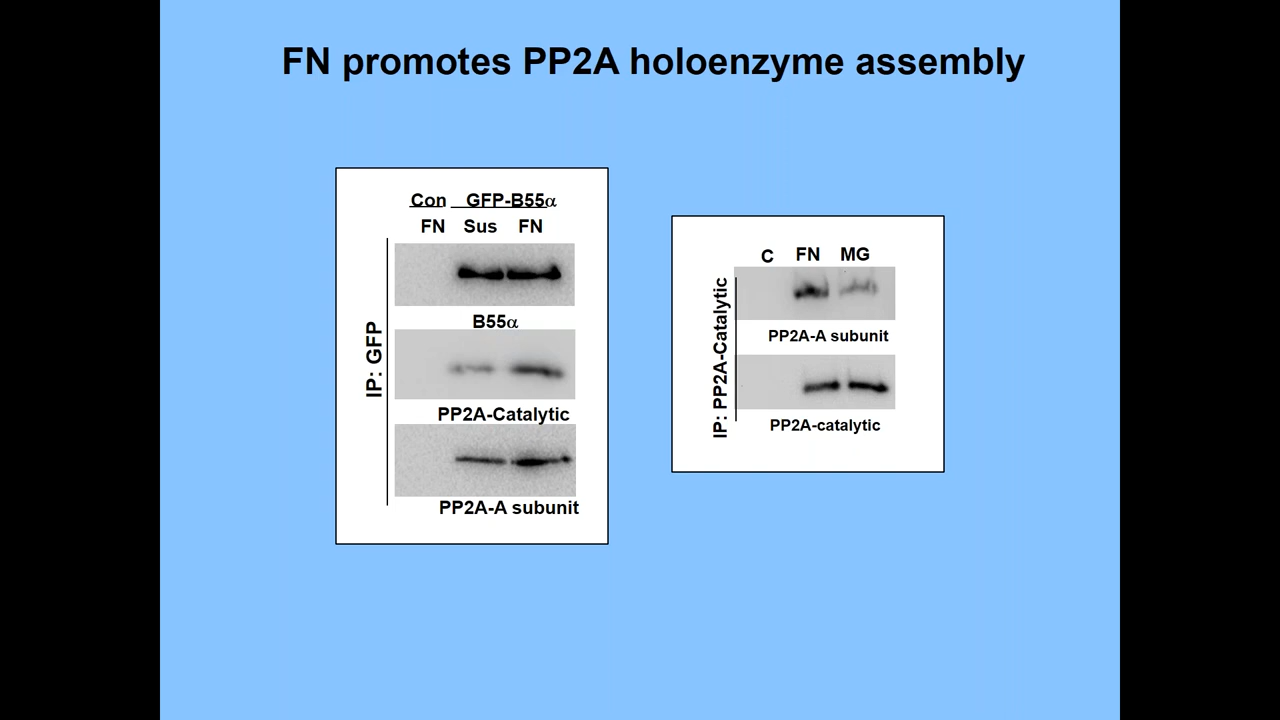 FN promotes PP2A holoenzyme assembly
Con GFP-B55α
FN Sus FN
IP: GFP
B55α
PP2A-Catalytic
PP2A-A subunit
C FN MG
IP: PP2A-Catalytic
PP2A-A subunit
PP2A-catalytic